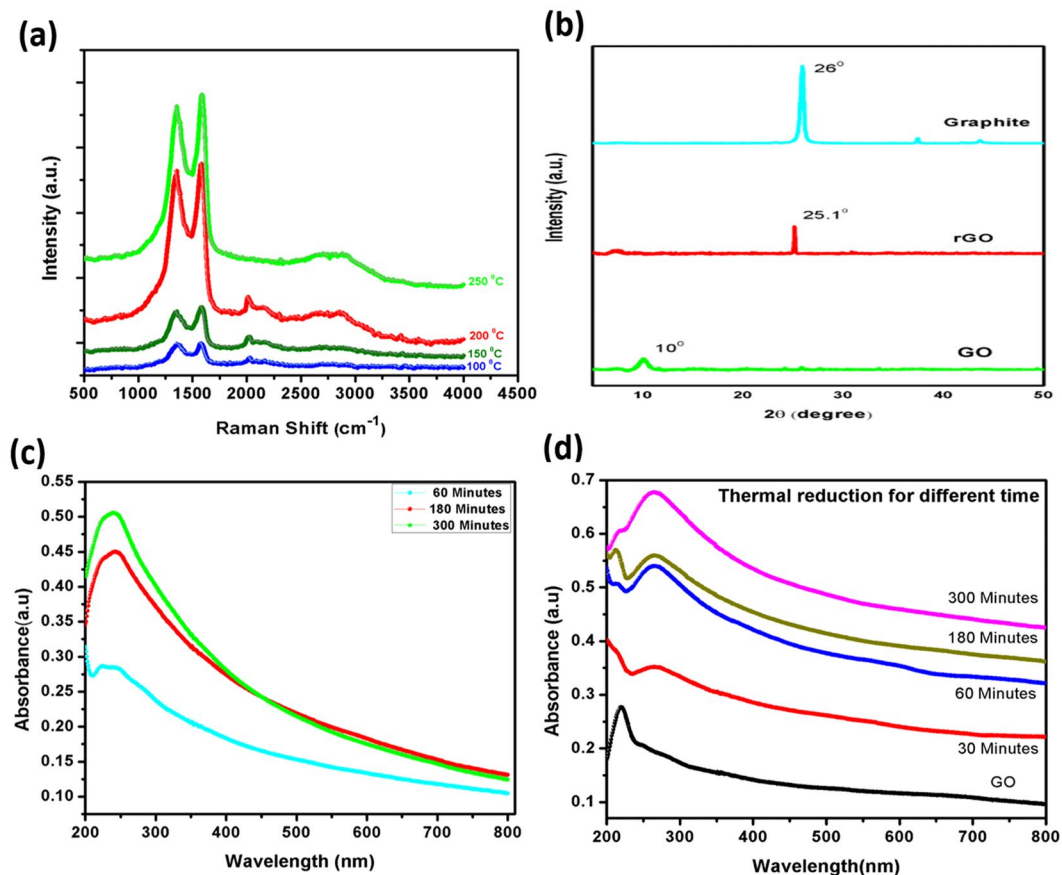 (a)
Intensity (a.u.)
250 ⁰C
200 ⁰C
150 ⁰C
100 ⁰C
500 1000 1500 2000 2500 3000 3500 4000 4500
Raman Shift (cm⁻¹)
(b)
Intensity (a.u.)
26°
Graphite
25.1°
rGO
10°
GO
10 20 30 40 50
2θ (degree)
(c)
Absorbance(a.u)
0.55
0.50
0.45
0.40
0.35
0.30
0.25
0.20
0.15
0.10
60 Minutes
180 Minutes
300 Minutes
200 300 400 500 600 700 800
Wavelength (nm)
(d)
Absorbance (a.u)
0.7
0.6
0.5
0.4
0.3
0.2
0.1
Thermal reduction for different time
300 Minutes
180 Minutes
60 Minutes
30 Minutes
GO
200 300 400 500 600 700 800
Wavelength(nm)